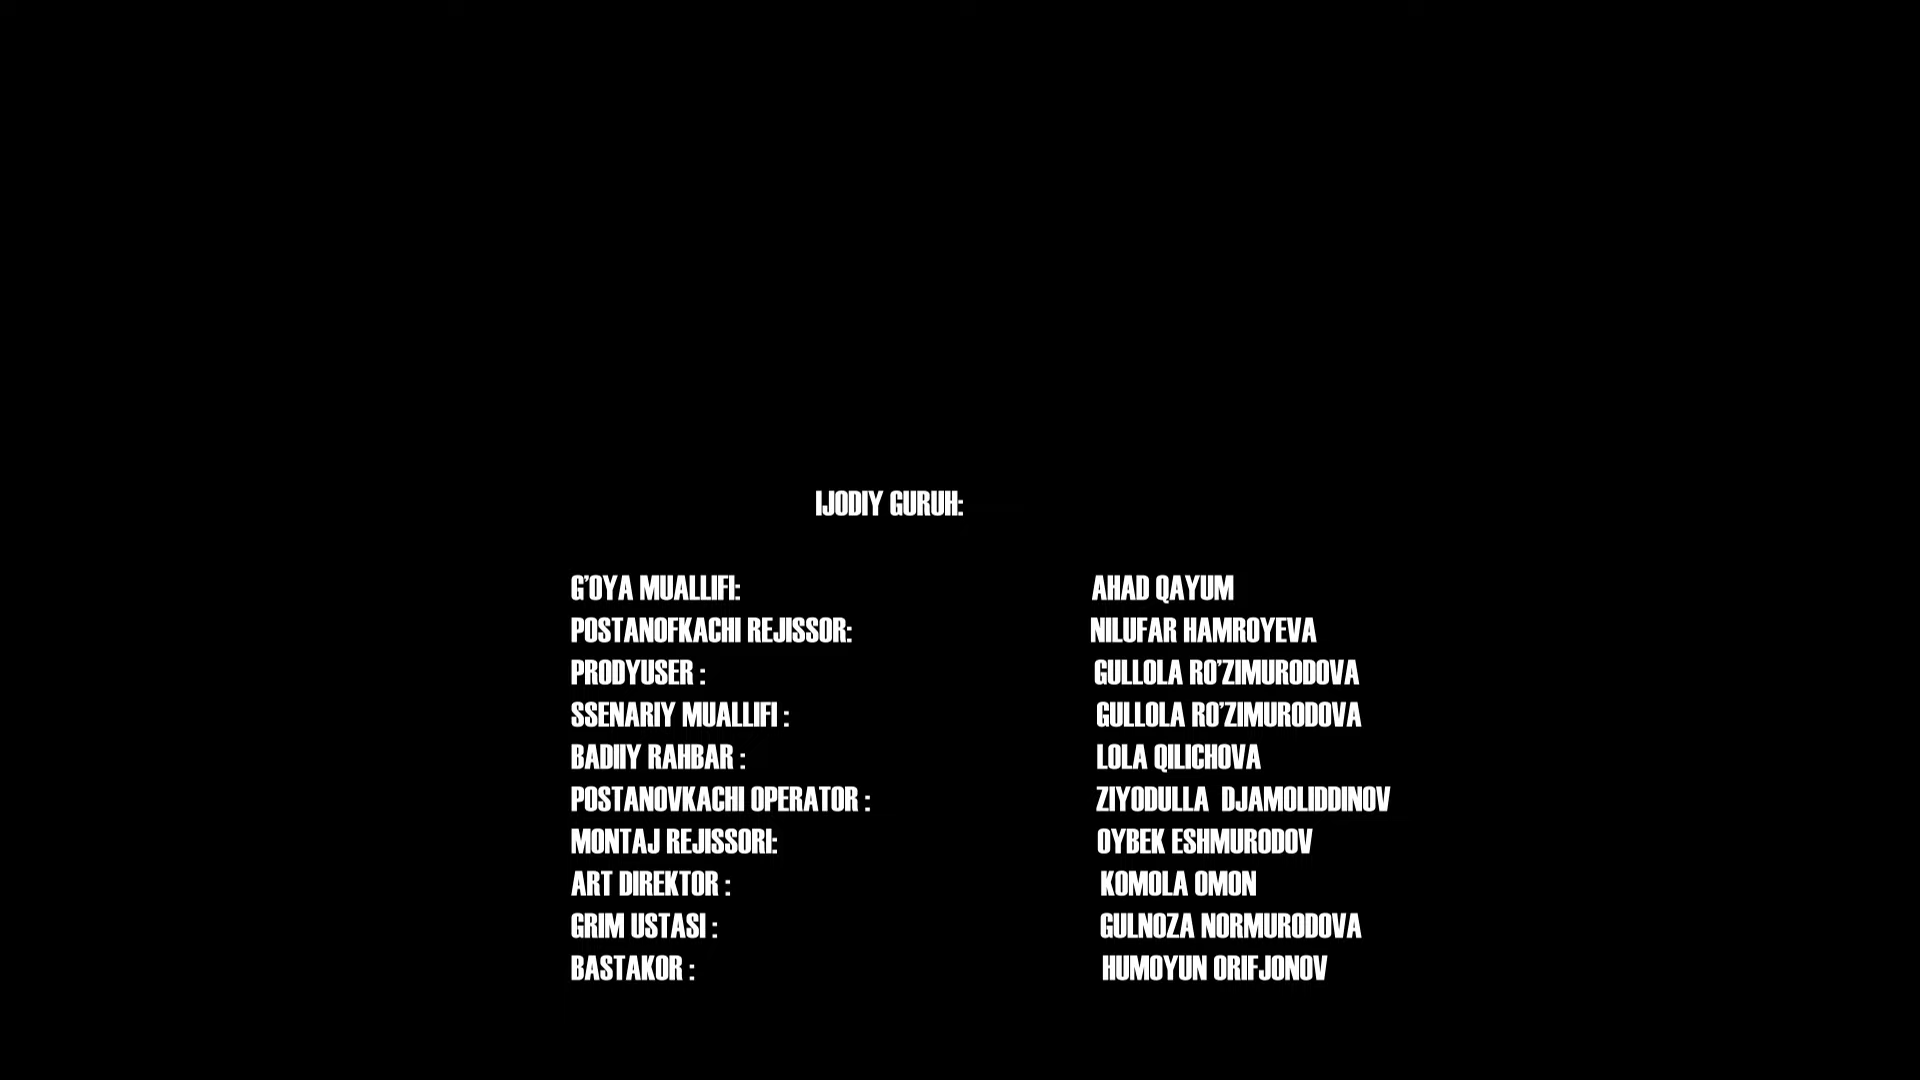 IJODIY GURUH:
G'OYA MUALLIFI: AHAD QAYUM
POSTANOFKACHI REJISSOR: NILUFAR HAMROYEVA
PRODYUSER : GULLOLA RO'ZIMURODOVA
SSENARIY MUALLIFI : GULLOLA RO'ZIMURODOVA
BADIIY RAHBAR : LOLA QILICHOVA
POSTANOVKACHI OPERATOR : ZIYODULLA DJAMOLIDDINOV
MONTAJ REJISSORI: OYBEK ESHMURODOV
ART DIREKTOR : KOMOLA OMON
GRIM USTASI : GULNOZA NORMURODOVA
BASTAKOR : HUMOYUN ORIFJONOV